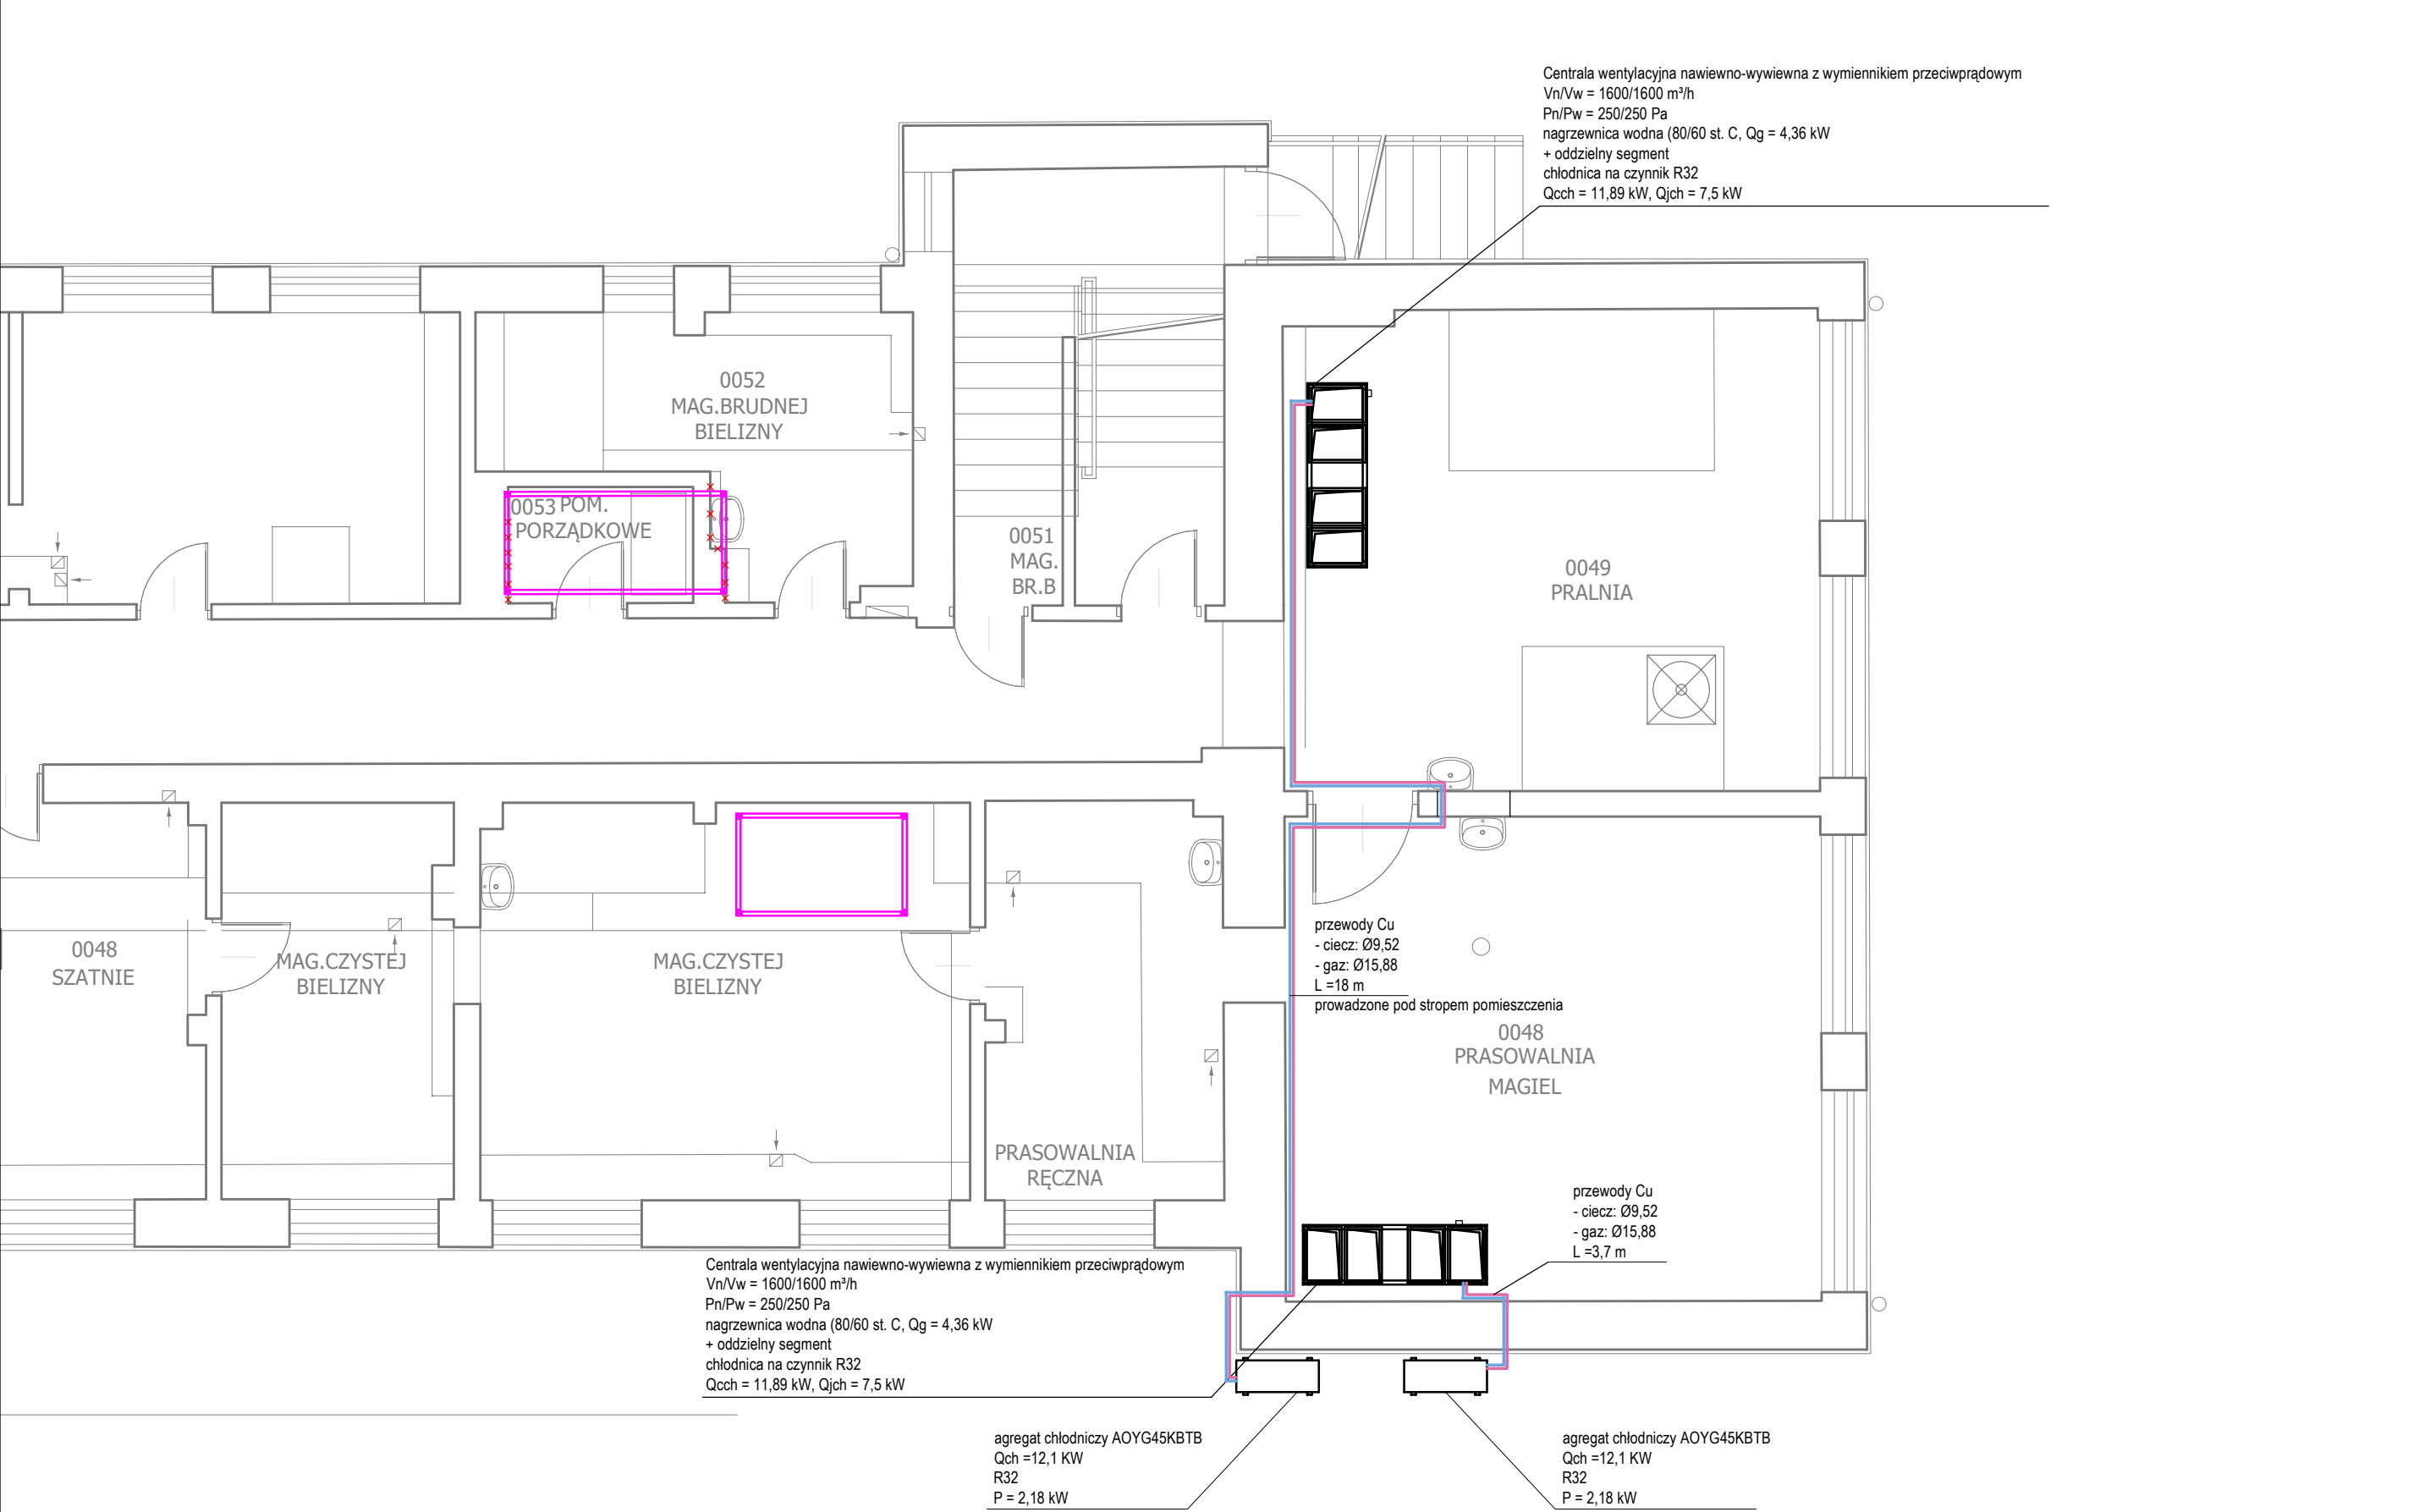 Centrala wentylacyjna nawiewno-wywiewna z wymiennikiem przeciwprądowym
Vn/Vw = 1600/1600 m³/h
Pn/Pw = 250/250 Pa
nagrzewnica wodna (80/60 st. C, Qg = 4,36 kW
+ oddzielny segment
chłodnica na czynnik R32
Qcch = 11,89 kW, Qjch = 7,5 kW
0052
MAG.BRUDNEJ
BIELIZNY
0053 POM.
PORZĄDKOWE
0051
MAG.
BR.B
0049
PRALNIA
0048
SZATNIE
MAG.CZYSTEJ
BIELIZNY
MAG.CZYSTEJ
BIELIZNY
przewody Cu
- ciecz: Ø9,52
- gaz: Ø15,88
L =18 m
prowadzone pod stropem pomieszczenia
0048
PRASOWALNIA
MAGIEL
PRASOWALNIA
RĘCZNA
przewody Cu
- ciecz: Ø9,52
- gaz: Ø15,88
L =3,7 m
Centrala wentylacyjna nawiewno-wywiewna z wymiennikiem przeciwprądowym
Vn/Vw = 1600/1600 m³/h
Pn/Pw = 250/250 Pa
nagrzewnica wodna (80/60 st. C, Qg = 4,36 kW
+ oddzielny segment
chłodnica na czynnik R32
Qcch = 11,89 kW, Qjch = 7,5 kW
agregat chłodniczy AOYG45KBTB
Qch =12,1 KW
R32
P = 2,18 kW
agregat chłodniczy AOYG45KBTB
Qch =12,1 KW
R32
P = 2,18 kW